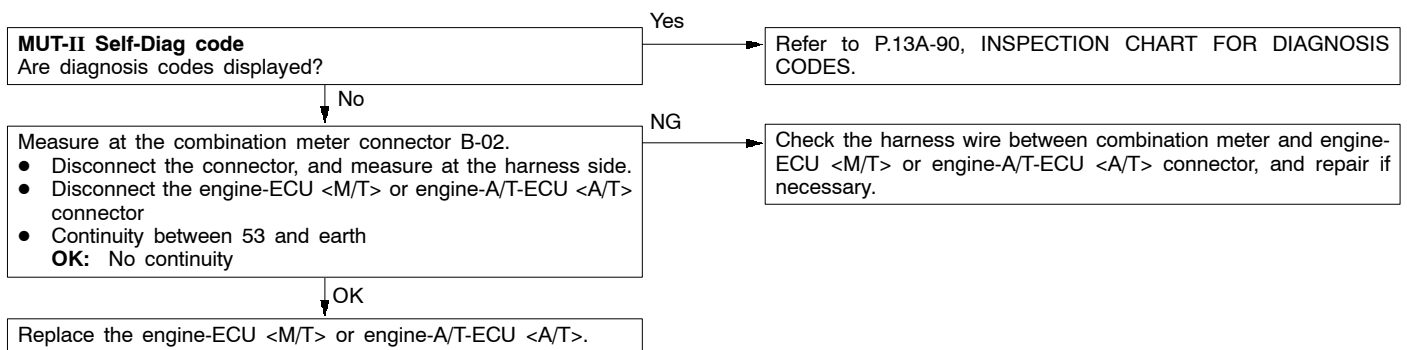 MUT-II Self-Diag code
Are diagnosis codes displayed?
Yes
Refer to P.13A-90, INSPECTION CHART FOR DIAGNOSIS
CODES.
No
Measure at the combination meter connector B-02.
● Disconnect the connector, and measure at the harness side.
● Disconnect the engine-ECU <M/T> or engine-A/T-ECU <A/T>
connector
● Continuity between 53 and earth
OK: No continuity
NG
Check the harness wire between combination meter and engine-
ECU <M/T> or engine-A/T-ECU <A/T> connector, and repair if
necessary.
OK
Replace the engine-ECU <M/T> or engine-A/T-ECU <A/T>.